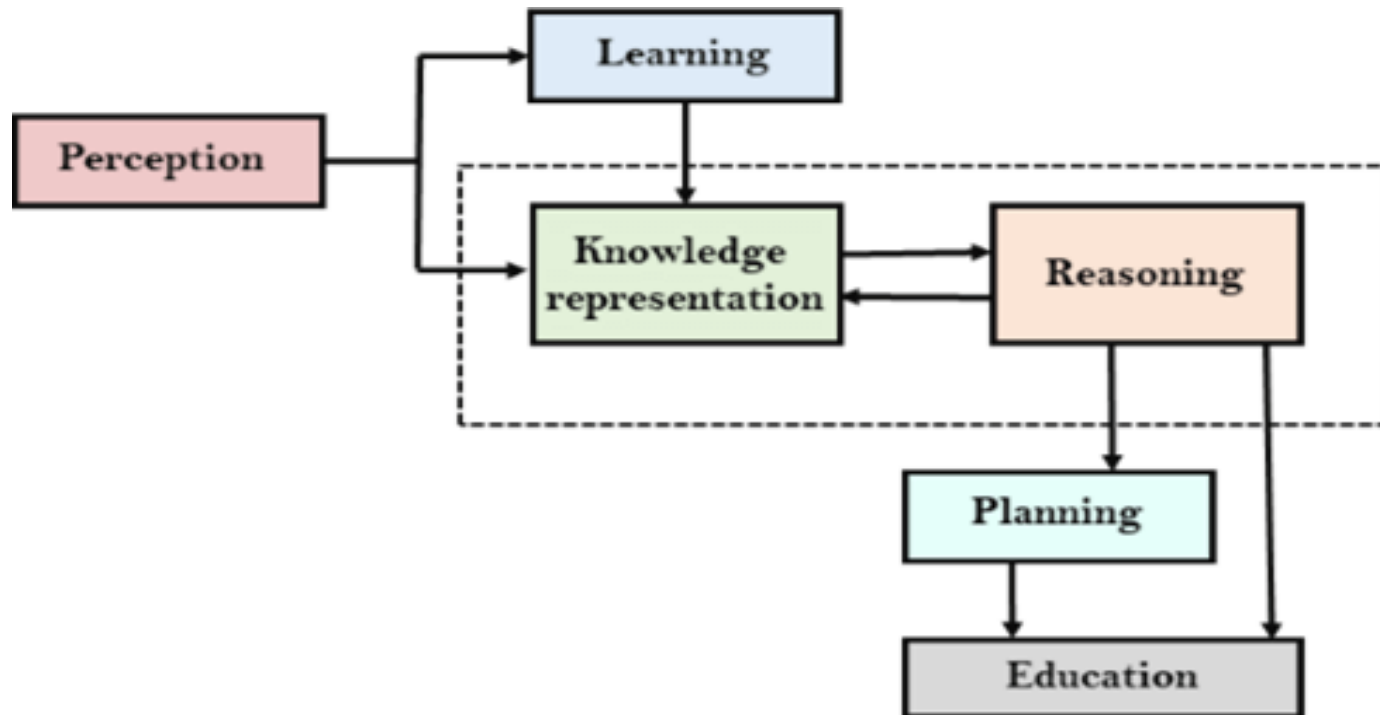 Learning
Perception
Knowledge
representation
Reasoning
Planning
Education